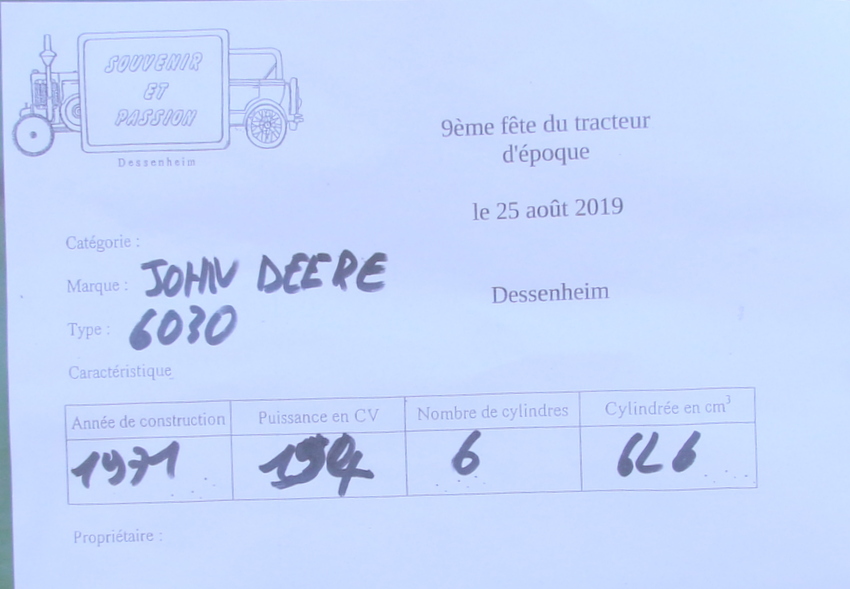 SOUVENIR
ET
PASSION
Dessenheim
9ème fête du tracteur
d'époque
le 25 août 2019
Dessenheim
Catégorie :
Marque : JOHN DEERE
Type : 6030
Caractéristique
Année de construction Puissance en CV Nombre de cylindres Cylindrée en cm³
1971 6 6L6
Propriétaire :